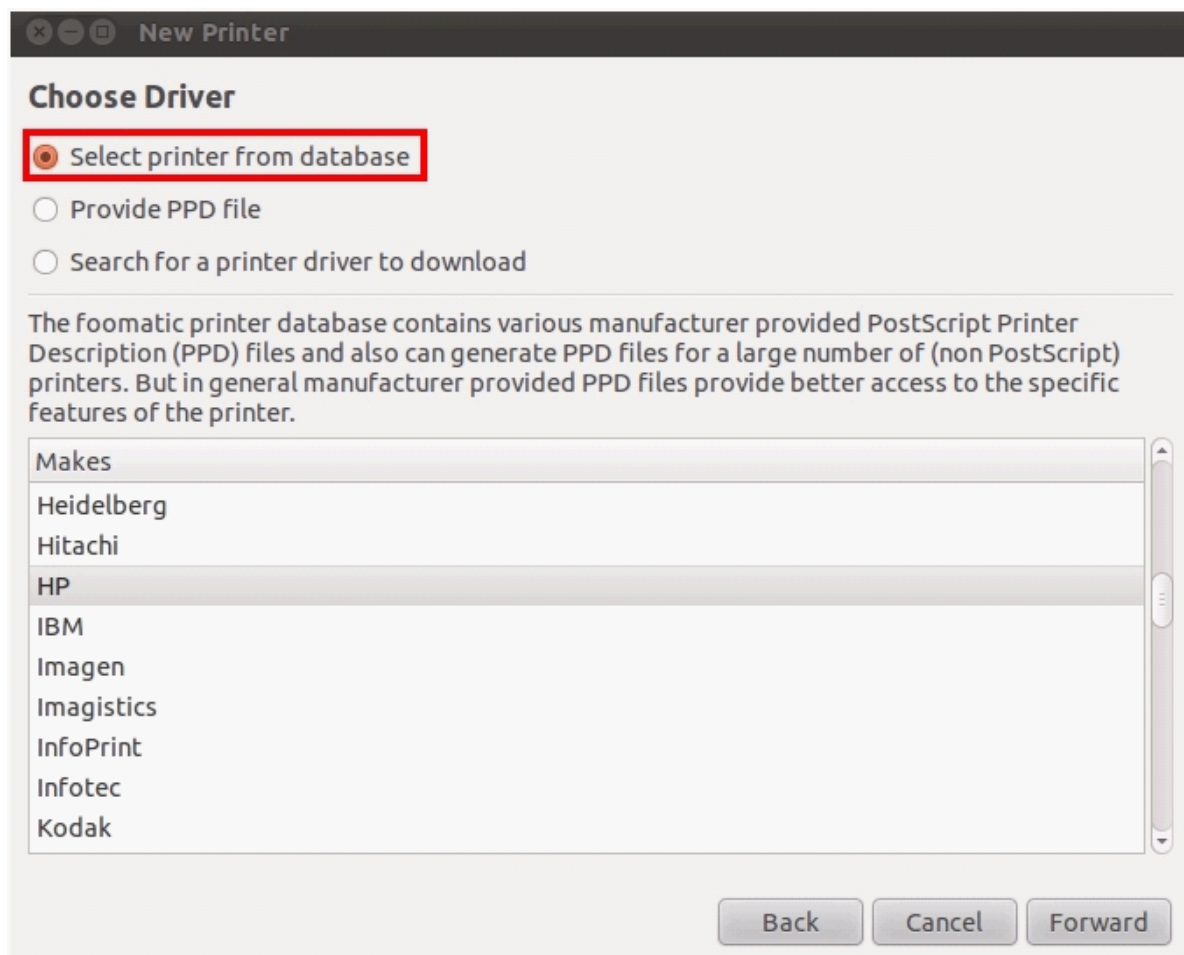 New Printer
Choose Driver
Select printer from database
Provide PPD file
Search for a printer driver to download
The foomatic printer database contains various manufacturer provided PostScript Printer
Description (PPD) files and also can generate PPD files for a large number of (non PostScript)
printers. But in general manufacturer provided PPD files provide better access to the specific
features of the printer.
Makes
Heidelberg
Hitachi
HP
IBM
Imagen
Imagistics
InfoPrint
Infotec
Kodak
Back Cancel Forward